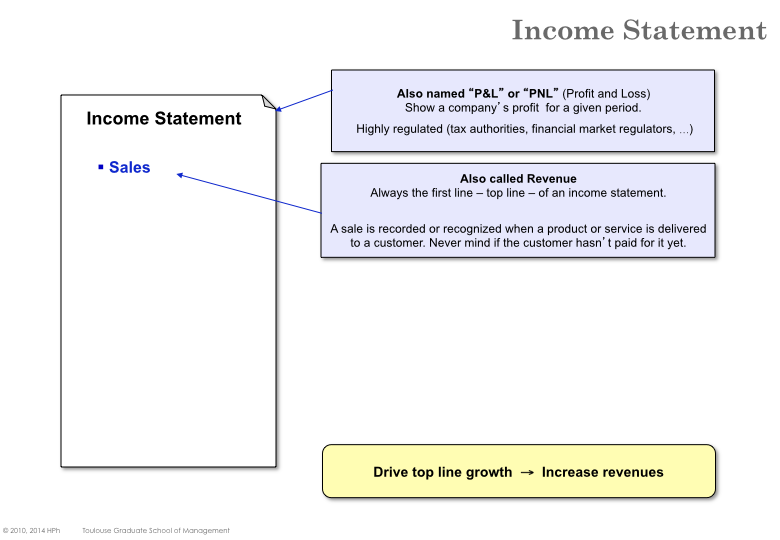 Income Statement
Income Statement
▪ Sales
Also named “P&L” or “PNL” (Profit and Loss)
Show a company’s profit for a given period.
Highly regulated (tax authorities, financial market regulators, …)
Also called Revenue
Always the first line – top line – of an income statement.
A sale is recorded or recognized when a product or service is delivered
to a customer. Never mind if the customer hasn’t paid for it yet.
Drive top line growth → Increase revenues
© 2010, 2014 HPh Toulouse Graduate School of Management